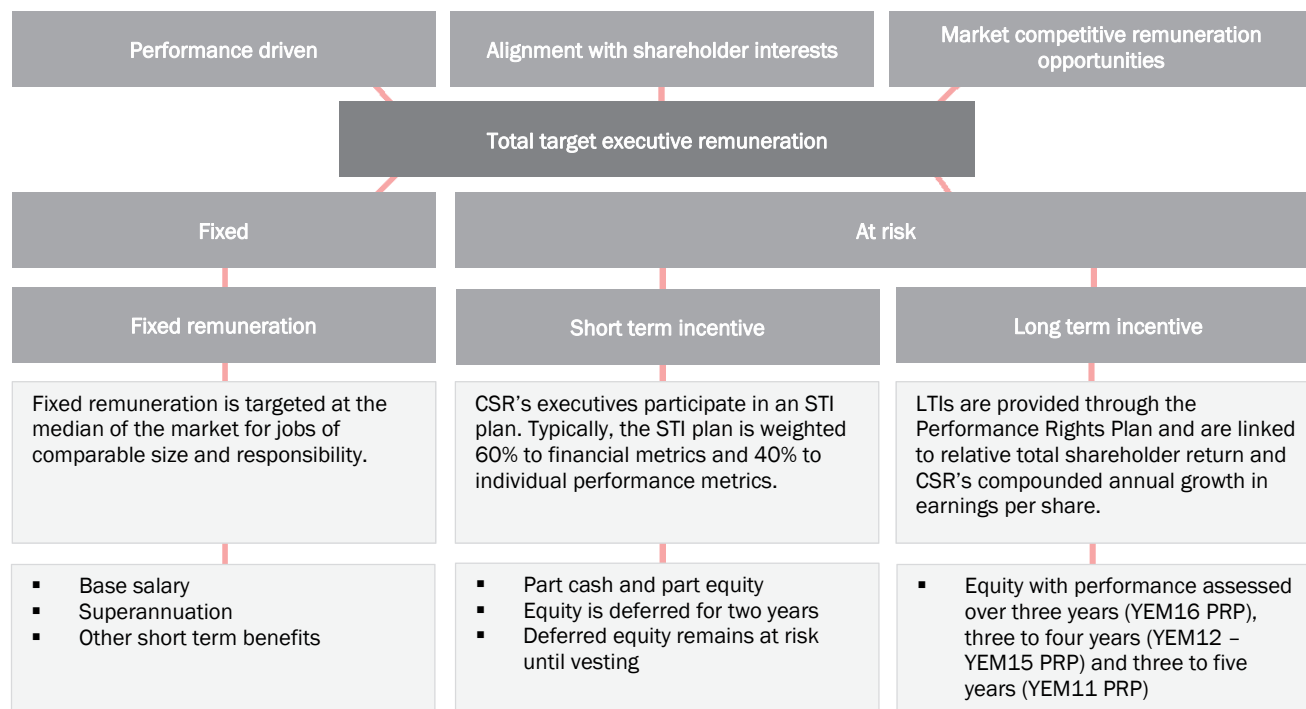 Performance driven
Alignment with shareholder interests
Market competitive remuneration
opportunities
Total target executive remuneration
Fixed
At risk
Fixed remuneration
Short term incentive
Long term incentive
Fixed remuneration is targeted at the
median of the market for jobs of
comparable size and responsibility.
CSR’s executives participate in an STI
plan. Typically, the STI plan is weighted
60% to financial metrics and 40% to
individual performance metrics.
LTIs are provided through the
Performance Rights Plan and are linked
to relative total shareholder return and
CSR’s compounded annual growth in
earnings per share.
▪ Base salary
▪ Superannuation
▪ Other short term benefits
▪ Part cash and part equity
▪ Equity is deferred for two years
▪ Deferred equity remains at risk
until vesting
▪ Equity with performance assessed
over three years (YEM16 PRP),
three to four years (YEM12 –
YEM15 PRP) and three to five
years (YEM11 PRP)